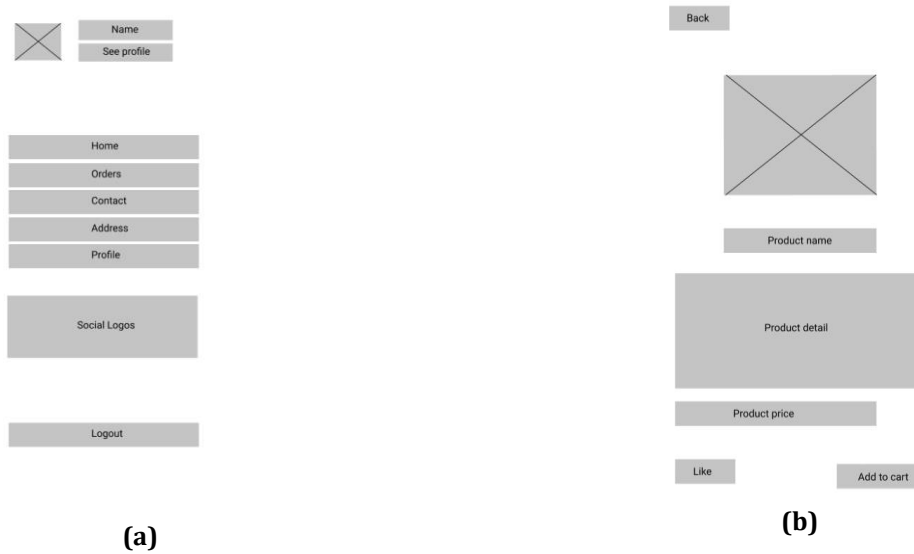 Name
See profile
Home
Orders
Contact
Address
Profile
Social Logos
Logout
(a)
Back
Product name
Product detail
Product price
Like
Add to cart
(b)